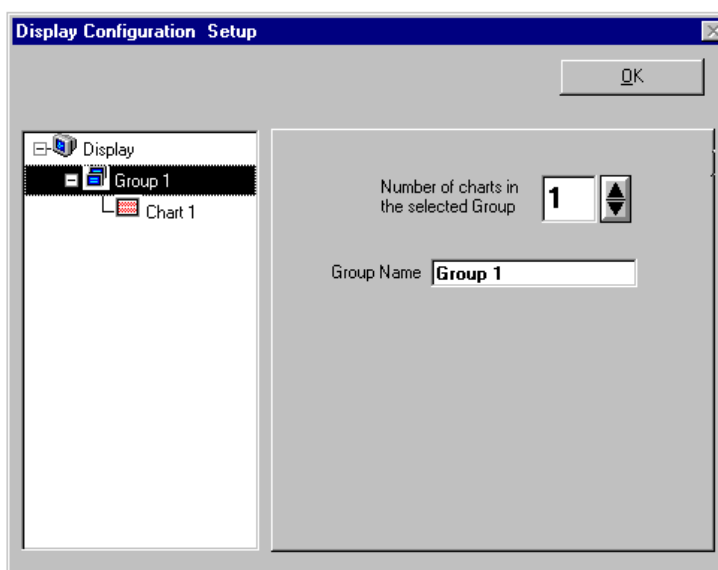 Display Configuration Setup
OK
Display
Group 1
Chart 1
Number of charts in
the selected Group
1
Group Name
Group 1